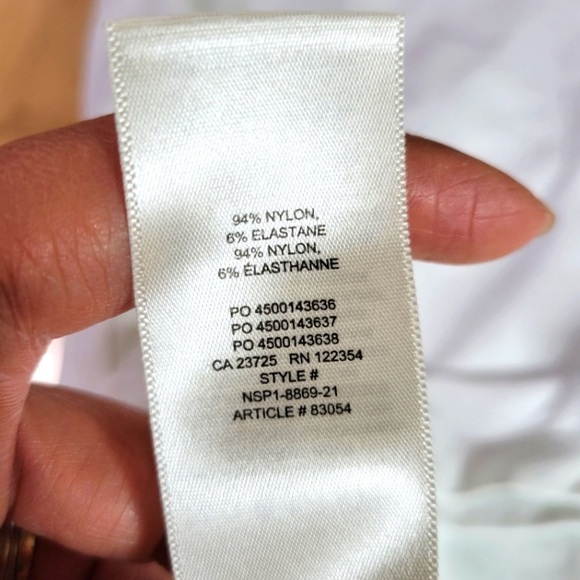 94% NYLON,
6% ELASTANE
94% NYLON,
6% ÉLASTHANNE
PO 4500143636
PO 4500143637
PO 4500143638
CA 23725 RN 122354
STYLE #
NSP1-8869-21
ARTICLE # 83054